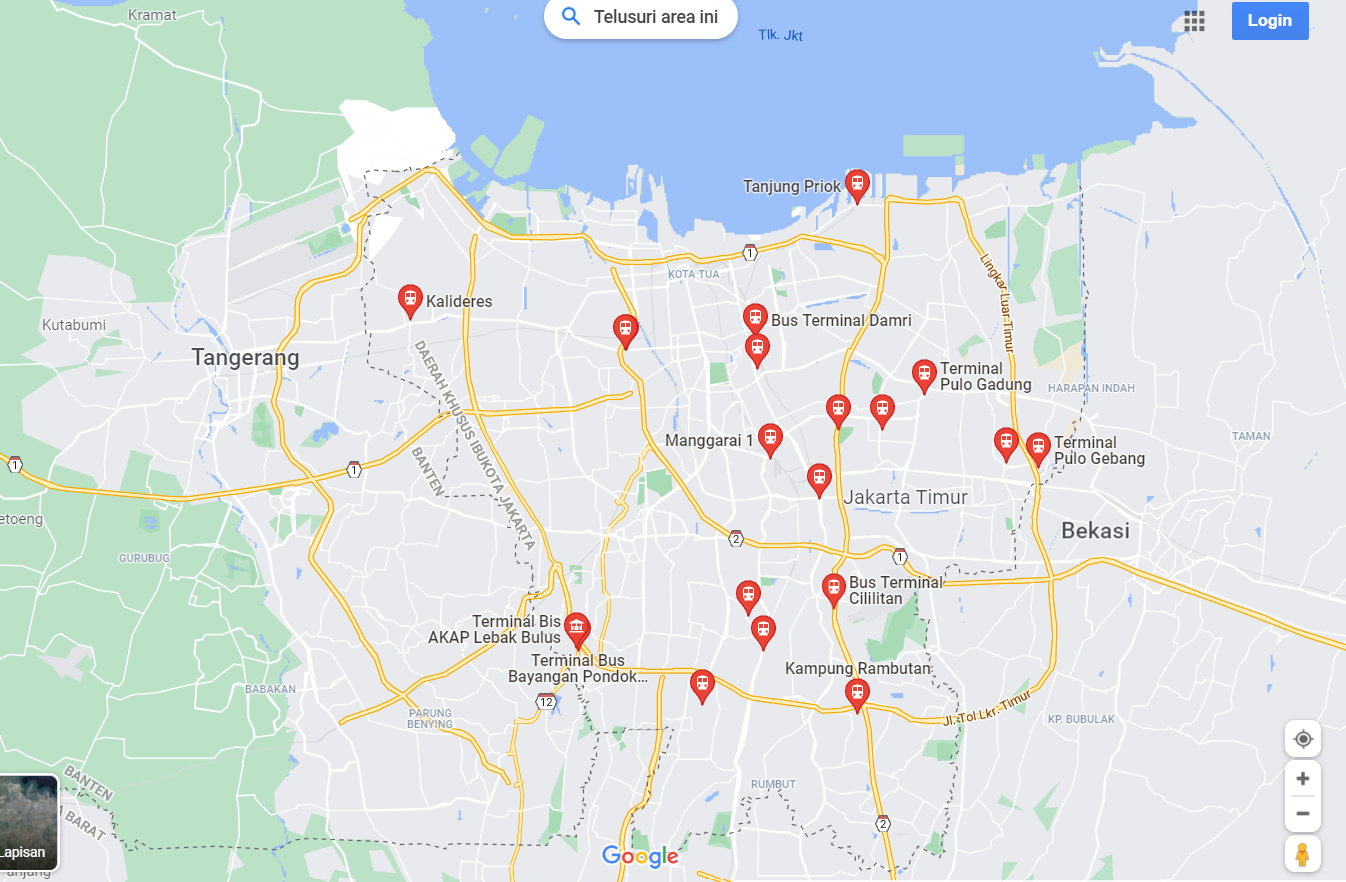 Kramat
Telusuri area ini
Login
Tlk. Jkt
Tanjung Priok
1
KOTA TUA
Lingkar Luar Timur
Kalideres
Kutabumi
Bus Terminal Damri
Tangerang
Terminal
Pulo Gadung
HARAPAN INDAH
DAERAH KHUSUS IBUKOTA JAKARTA
BANTEN
Manggarai 1
Terminal
Pulo Gebang
TAMAN
1
1
Jakarta Timur
etoeng
Bekasi
2
1
GURUBUG
Bus Terminal
Cililitan
Terminal Bis
AKAP Lebak Bulus
Terminal Bus
Bayangan Pondok...
Kampung Rambutan
BABAKAN
12
PARUNG
BENYING
Jl. Tol Lkr. Timur
KP. BUBULAK
BANTEN
BARAT
RUMBUT
2
Lapisan
Google